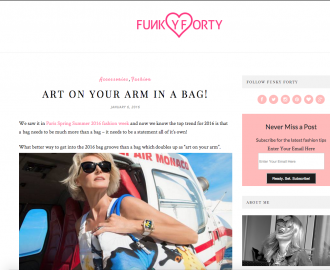 FUNKY FORTY
Accessories, Fashion
ART ON YOUR ARM IN A BAG!
JANUARY 5, 2016
We saw it in Paris Spring Summer 2016 fashion week and now we know the top trend for 2016 is that
a bag needs to be much more than a bag – it needs to be a statement all of it's own!
What better way to get into the 2016 bag groove than a bag which doubles up as "art on your arm".
AIR MONACO
FOLLOW FUNKY FORTY
Never Miss a Post
Subscribe for the latest fashion tips
Enter Your Email Here
Enter Your Email Here
Ready, Set, Subscribe!
ABOUT ME